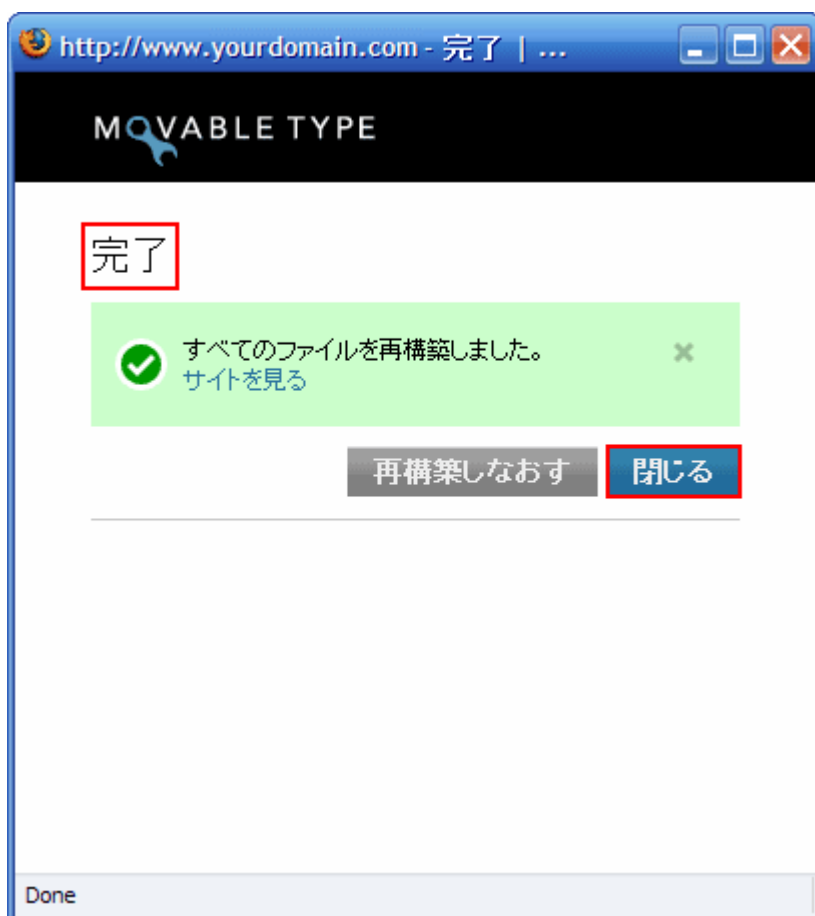 http://www.yourdomain.com - 完了 | ...
MOVABLE TYPE
完了
すべてのファイルを再構築しました。
サイトを見る
再構築しなおす 閉じる
Done